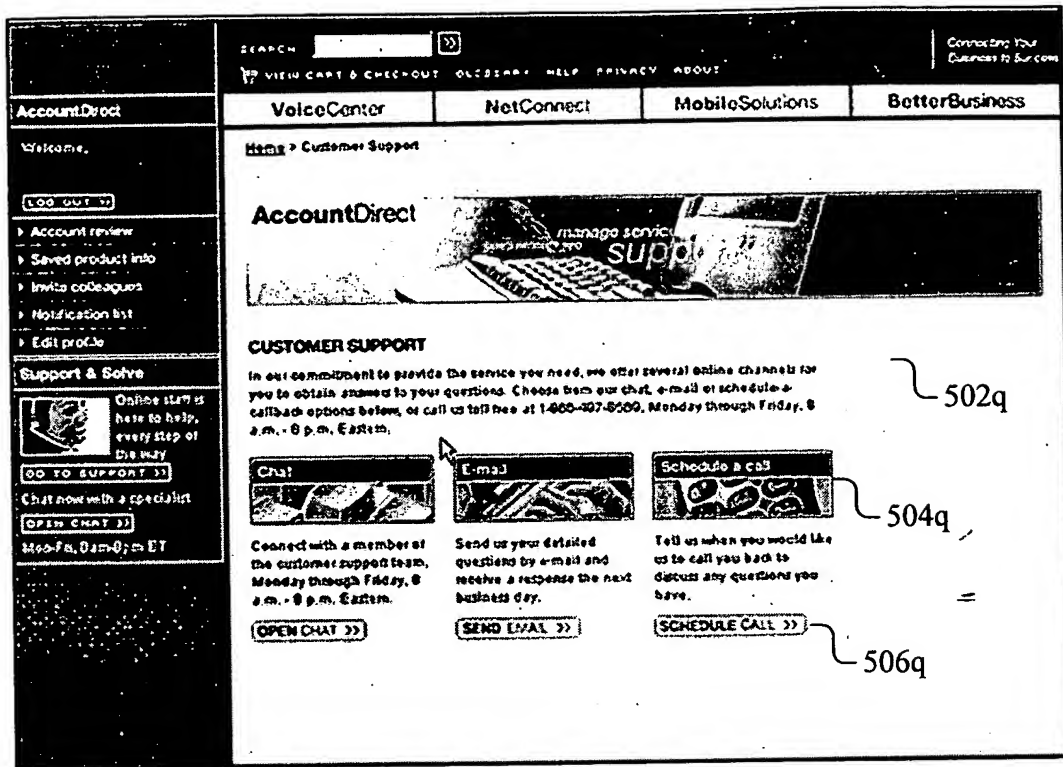 SEARCH
VIEW CART & CHECKOUT GLOSSARY HELP PRIVACY ABOUT
Connecting Your
Business to
AccountDirect
VoiceCenter
NetConnect
MobileSolutions
BetterBusiness
Welcome,
LOG OUT >>
Account review
Saved product info
Invite colleagues
Notification list
Edit profile
Support & Solve
Online staff is
here to help,
every step of
the way
GO TO SUPPORT >>
Chat now with a specialist
OPEN CHAT >>
Mon-Fri, 8am-8pm ET
Home > Customer Support
AccountDirect
manage service
support
CUSTOMER SUPPORT
In our commitment to provide the service you need, we offer several online channels for
you to obtain answers to your questions. Choose from our chat, e-mail or schedule-a-
callback options below, or call us toll free at Monday through Friday, 8
a.m. - 8 p.m. Eastern.
502q
Chat
Connect with a member of
the customer support team,
Monday through Friday, 8
a.m. - 8 p.m. Eastern.
OPEN CHAT >>
E-mail
Send us your detailed
questions by e-mail and
receive a response the next
business day.
SEND EMAIL >>
Schedule a call
504q
Tell us when you would like
us to call you back to
discuss any questions you
have.
SCHEDULE CALL >>
506q